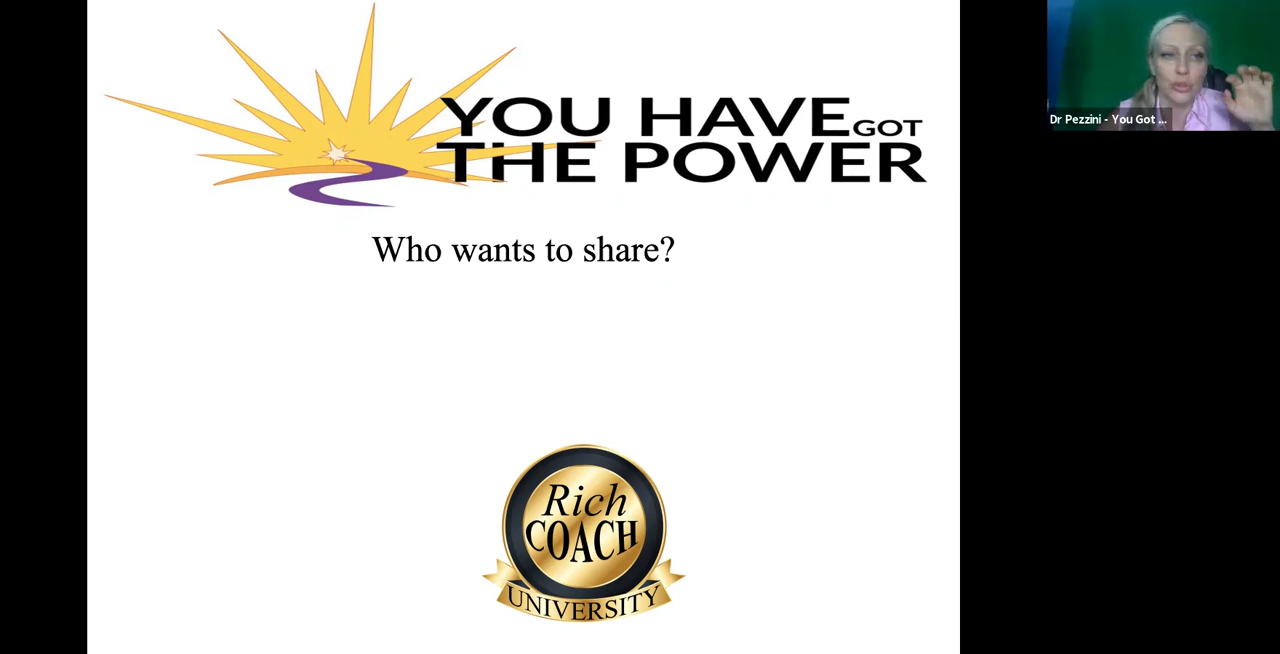 YOU HAVE GOT
THE POWER
Who wants to share?
Rich
COACH
UNIVERSITY
Dr Pezzini - You Got ...